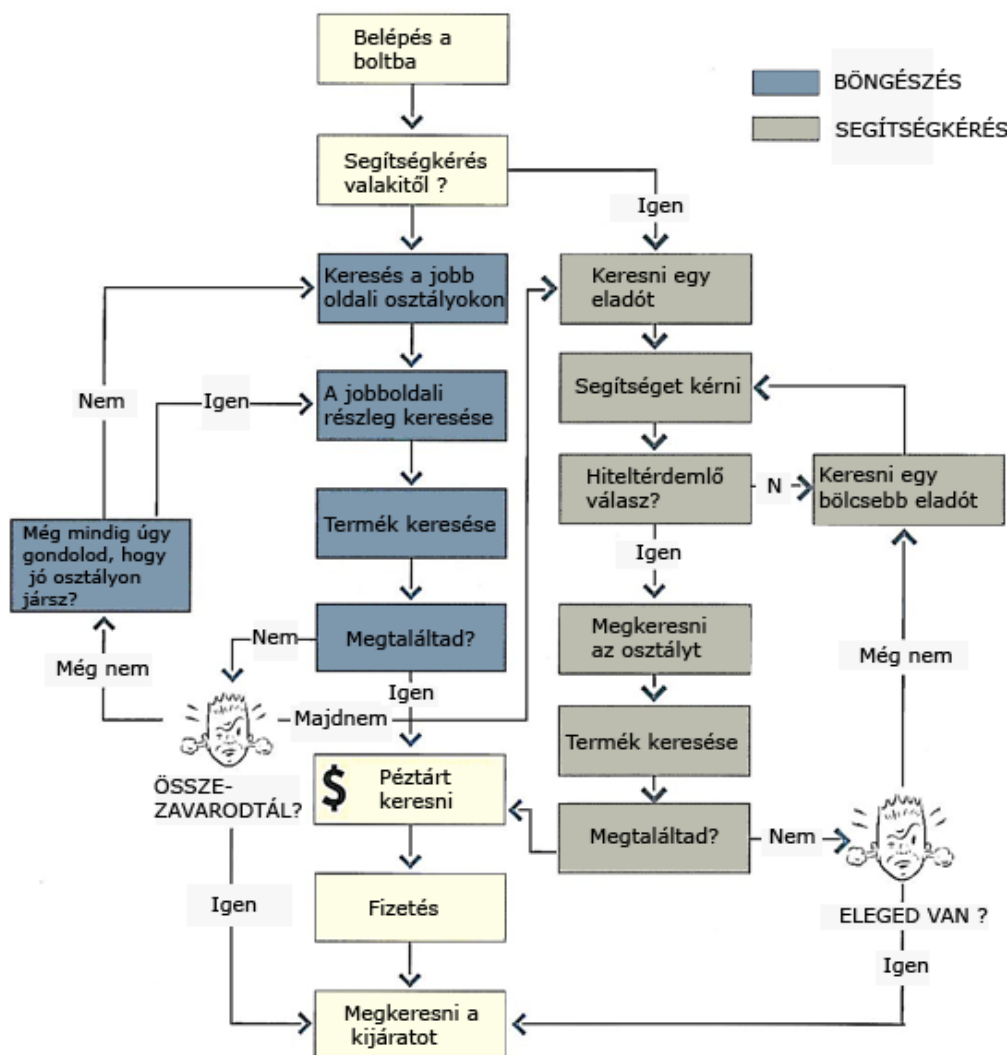 Belépés a
boltba
BÖNGÉSZÉS
SEGÍTSÉGKÉRÉS
Segítségkérés
valakitől ?
Igen
Keresés a jobb
oldali osztályokon
Keresni egy
eladót
Nem
Igen
A jobboldali
részleg keresése
Segítséget kérni
Termék keresése
Hiteltérdemlő
válasz?
N
Keresni egy
bölcsebb eladót
Még mindig úgy
gondolod, hogy
jó osztályon
jársz?
Igen
Nem
Megtaláltad?
Megkeresni
az osztályt
Még nem
Még nem
Igen
Majdnem
Termék keresése
ÖSSZE-
ZAVARODTÁL?
$
Péztárt
keresni
Megtaláltad?
Nem
Igen
Fizetés
ELEGED VAN ?
Igen
Megkeresni a
kijáratot